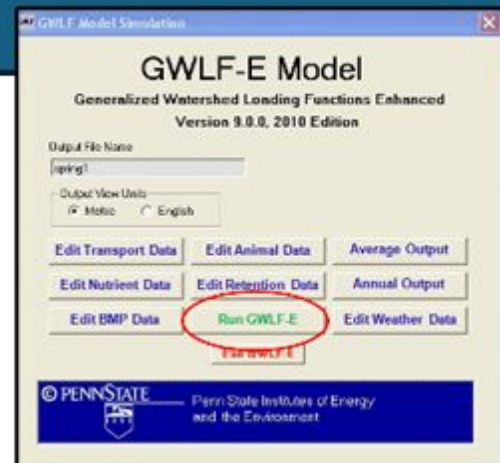 GWLF Model Simulation
GWLF-E Model
Generalized Watershed Loading Functions Enhanced
Version 9.0.0, 2010 Edition
Output File Name
spring1
Output View Units
Metric English
Edit Transport Data Edit Animal Data Average Output
Edit Nutrient Data Edit Retention Data Annual Output
Edit BMP Data Run GWLF-E Edit Weather Data
Exit GWLF-E
© PENNSTATE
Penn State Institutes of Energy
and the Environment